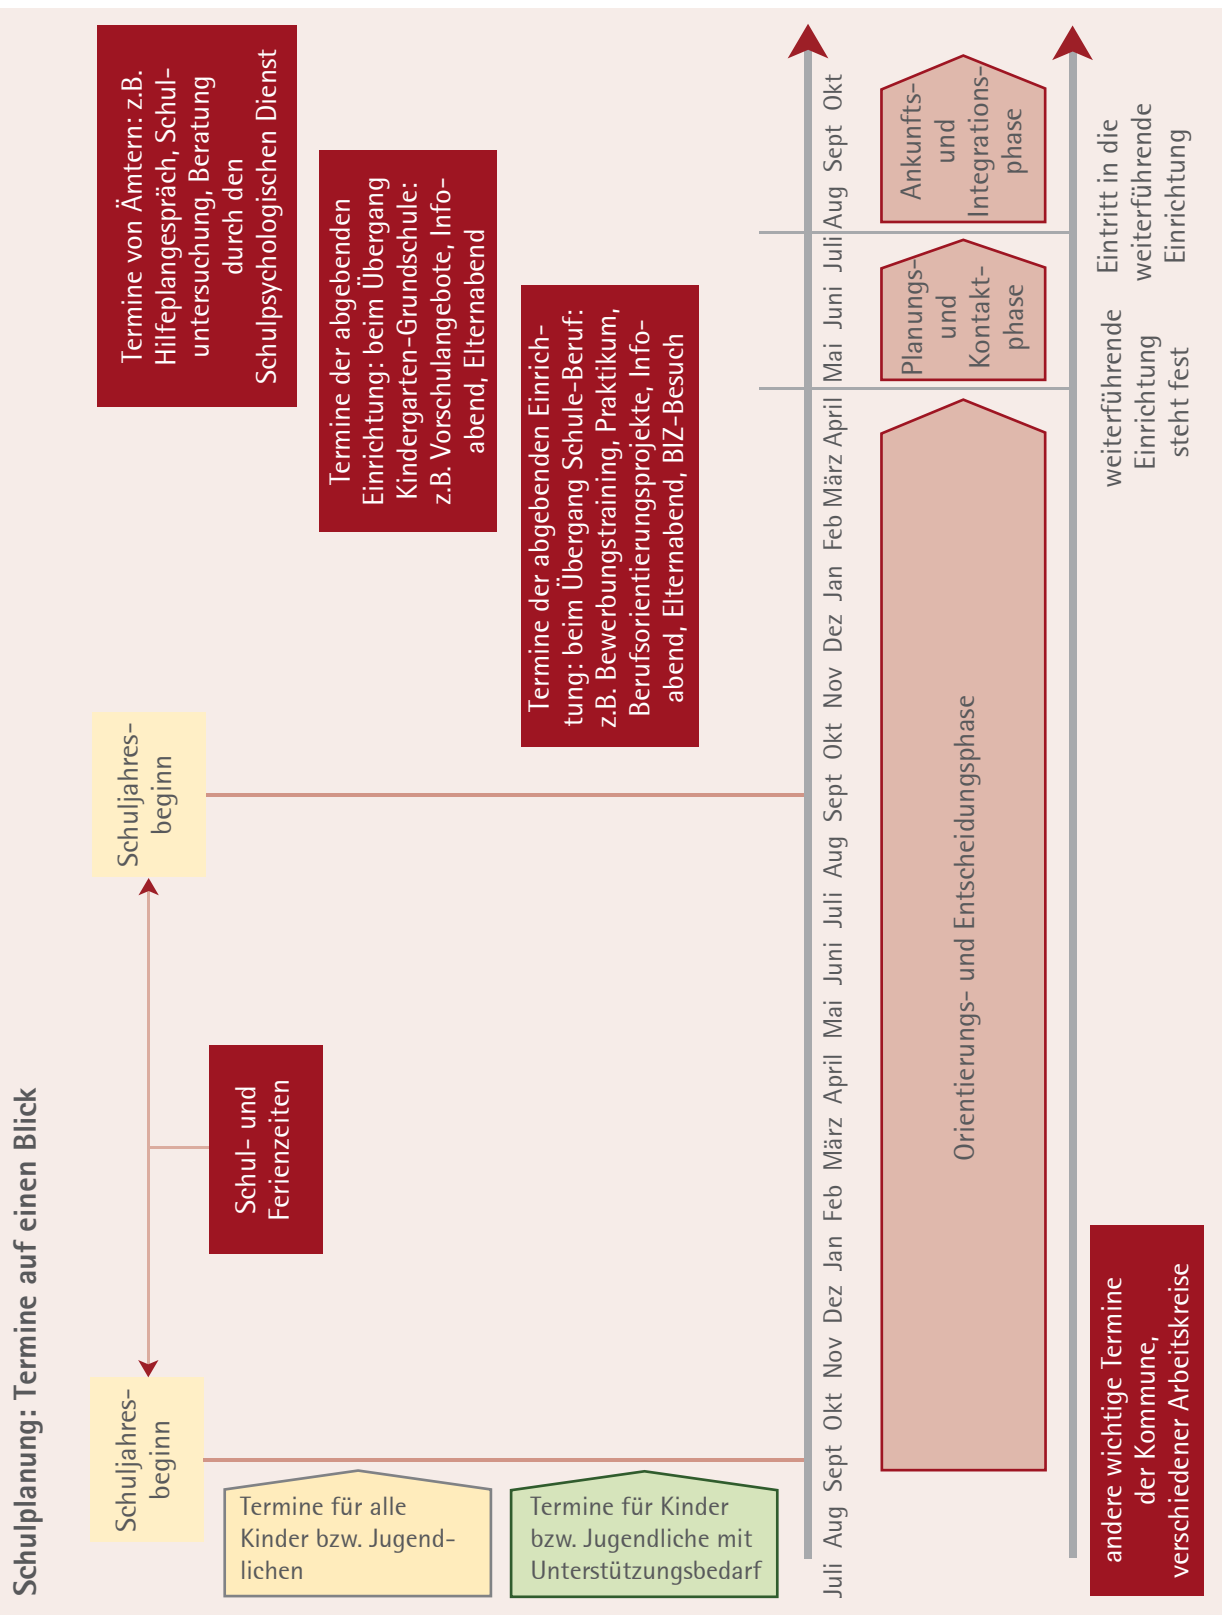 Schulplanung: Termine auf einen Blick
Schuljahres-
beginn
Schuljahres-
beginn
Schul- und
Ferienzeiten
Termine von Ämtern: z.B.
Hilfeplangespräch, Schul-
untersuchung, Beratung
durch den
Schulpsychologischen Dienst
Termine der abgebenden
Einrichtung: beim Übergang
Kindergarten-Grundschule:
z.B. Vorschulangebote, Info-
abend, Elternabend
Termine der abgebenden Einrich-
tung: beim Übergang Schule-Beruf:
z.B. Bewerbungstraining, Praktikum,
Berufsorientierungsprojekte, Info-
abend, Elternabend, BIZ-Besuch
Termine für alle
Kinder bzw. Jugend-
lichen
Termine für Kinder
bzw. Jugendliche mit
Unterstützungsbedarf
Juli Aug Sept Okt Nov Dez Jan Feb März April Mai Juni Juli Aug Sept Okt Nov Dez Jan Feb März April Mai Juni Juli Aug Sept Okt
Orientierungs- und Entscheidungsphase
Planungs-
und
Kontakt-
phase
Ankunfts-
und
Integrations-
phase
andere wichtige Termine
der Kommune,
verschiedener Arbeitskreise
weiterführende
Einrichtung
steht fest
Eintritt in die
weiterführende
Einrichtung